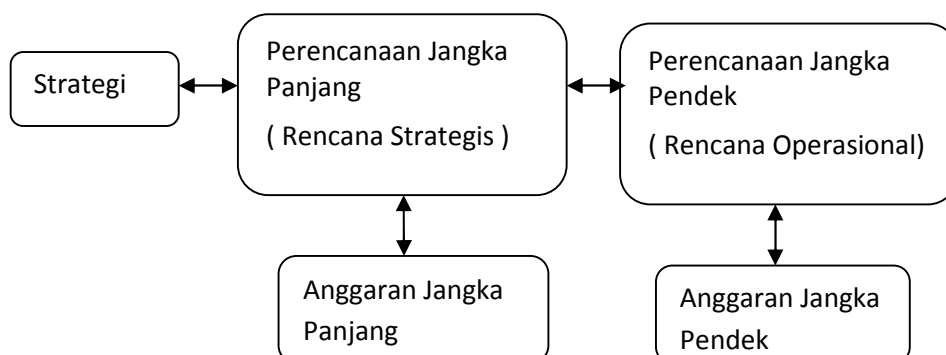 Strategi
Perencanaan Jangka
Panjang
( Rencana Strategis )
Perencanaan Jangka
Pendek
( Rencana Operasional)
Anggaran Jangka
Panjang
Anggaran Jangka
Pendek